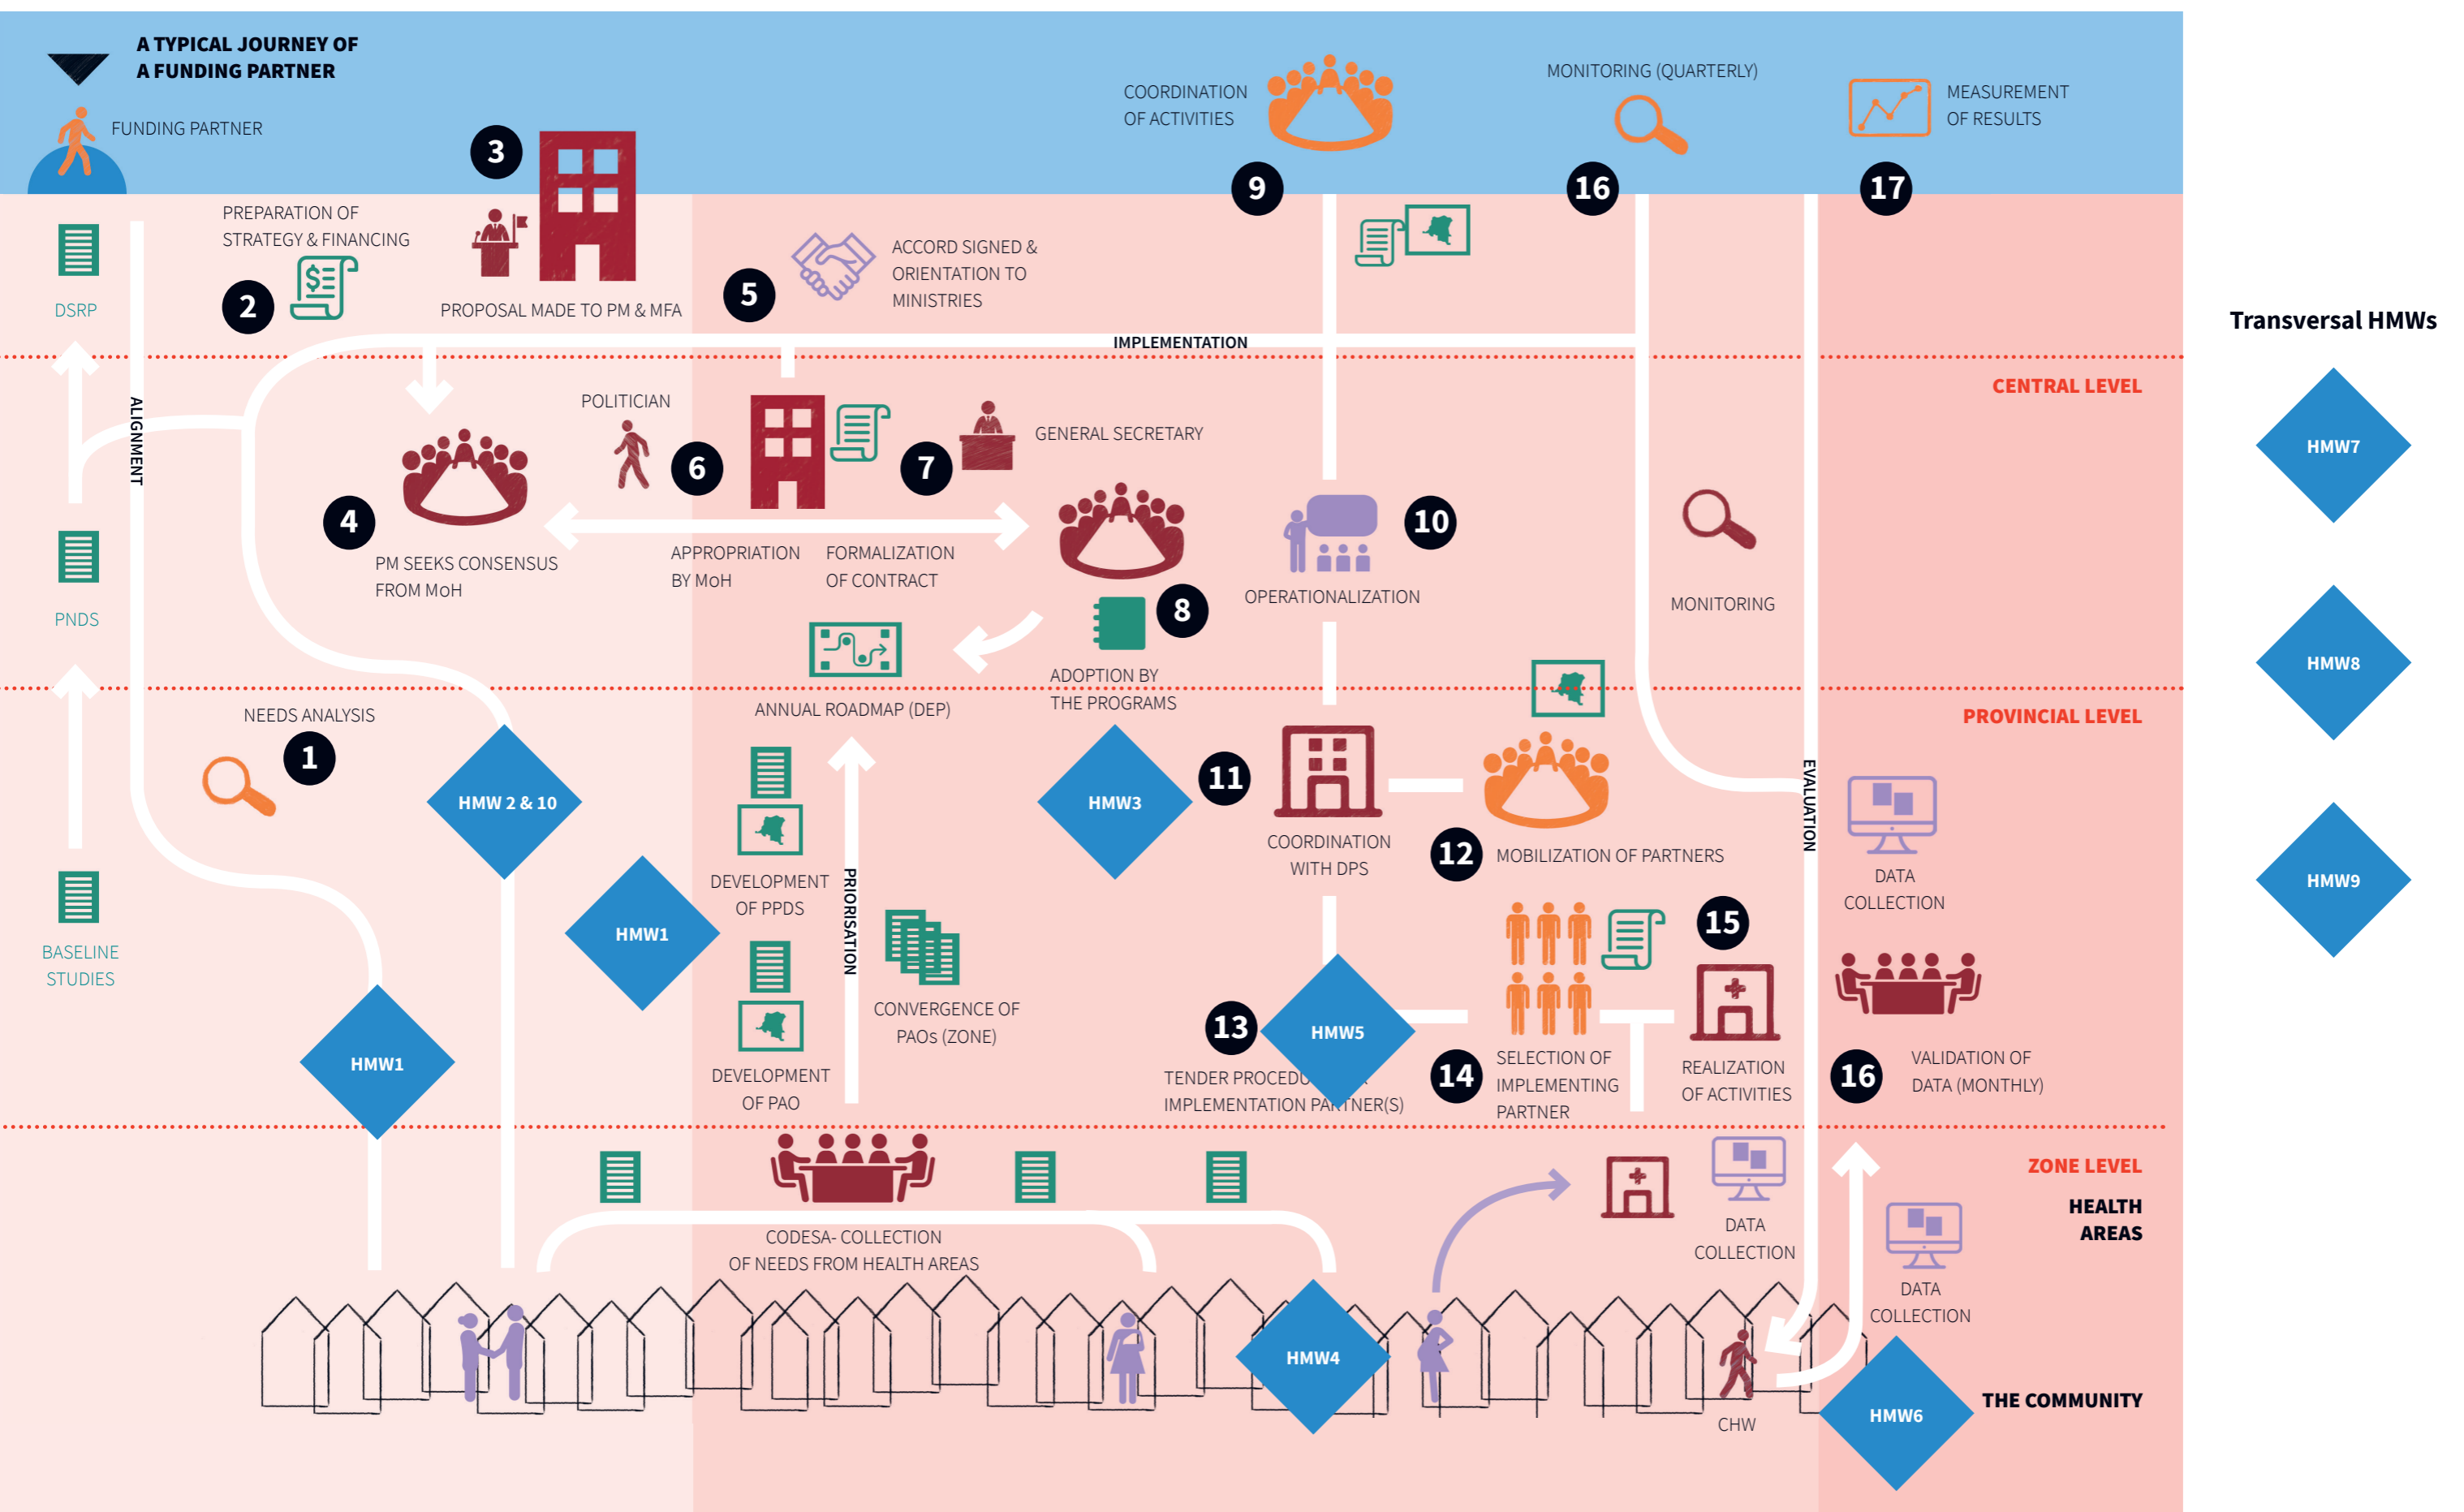 A TYPICAL JOURNEY OF
A FUNDING PARTNER
FUNDING PARTNER
3
COORDINATION
OF ACTIVITIES
9
MONITORING (QUARTERLY)
16
MEASUREMENT
OF RESULTS
17
DSRP
PREPARATION OF
STRATEGY & FINANCING
2
PROPOSAL MADE TO PM & MFA
5
ACCORD SIGNED &
ORIENTATION TO
MINISTRIES
IMPLEMENTATION
Transversal HMWs
CENTRAL LEVEL
ALIGNMENT
POLITICIAN
6
7
GENERAL SECRETARY
4
PM SEEKS CONSENSUS
FROM MoH
APPROPRIATION
BY MoH
FORMALIZATION
OF CONTRACT
10
OPERATIONALIZATION
MONITORING
HMW7
PNDS
8
ADOPTION BY
THE PROGRAMS
ANNUAL ROADMAP (DEP)
HMW8
PROVINCIAL LEVEL
NEEDS ANALYSIS
1
HMW 2 & 10
HMW3
11
COORDINATION
WITH DPS
12
MOBILIZATION OF PARTNERS
EVALUATION
DATA
COLLECTION
HMW9
BASELINE
STUDIES
HMW1
HMW1
DEVELOPMENT
OF PPDS
PRIORISATION
CONVERGENCE OF
PAOs (ZONE)
DEVELOPMENT
OF PAO
13
HMW5
TENDER
IMPLEMENTATION PARTNER(S)
14
SELECTION OF
IMPLEMENTING
PARTNER
15
REALIZATION
OF ACTIVITIES
16
VALIDATION OF
DATA (MONTHLY)
ZONE LEVEL
HEALTH
AREAS
CODESA- COLLECTION
OF NEEDS FROM HEALTH AREAS
DATA
COLLECTION
DATA
COLLECTION
HMW4
CHW
HMW6
THE COMMUNITY